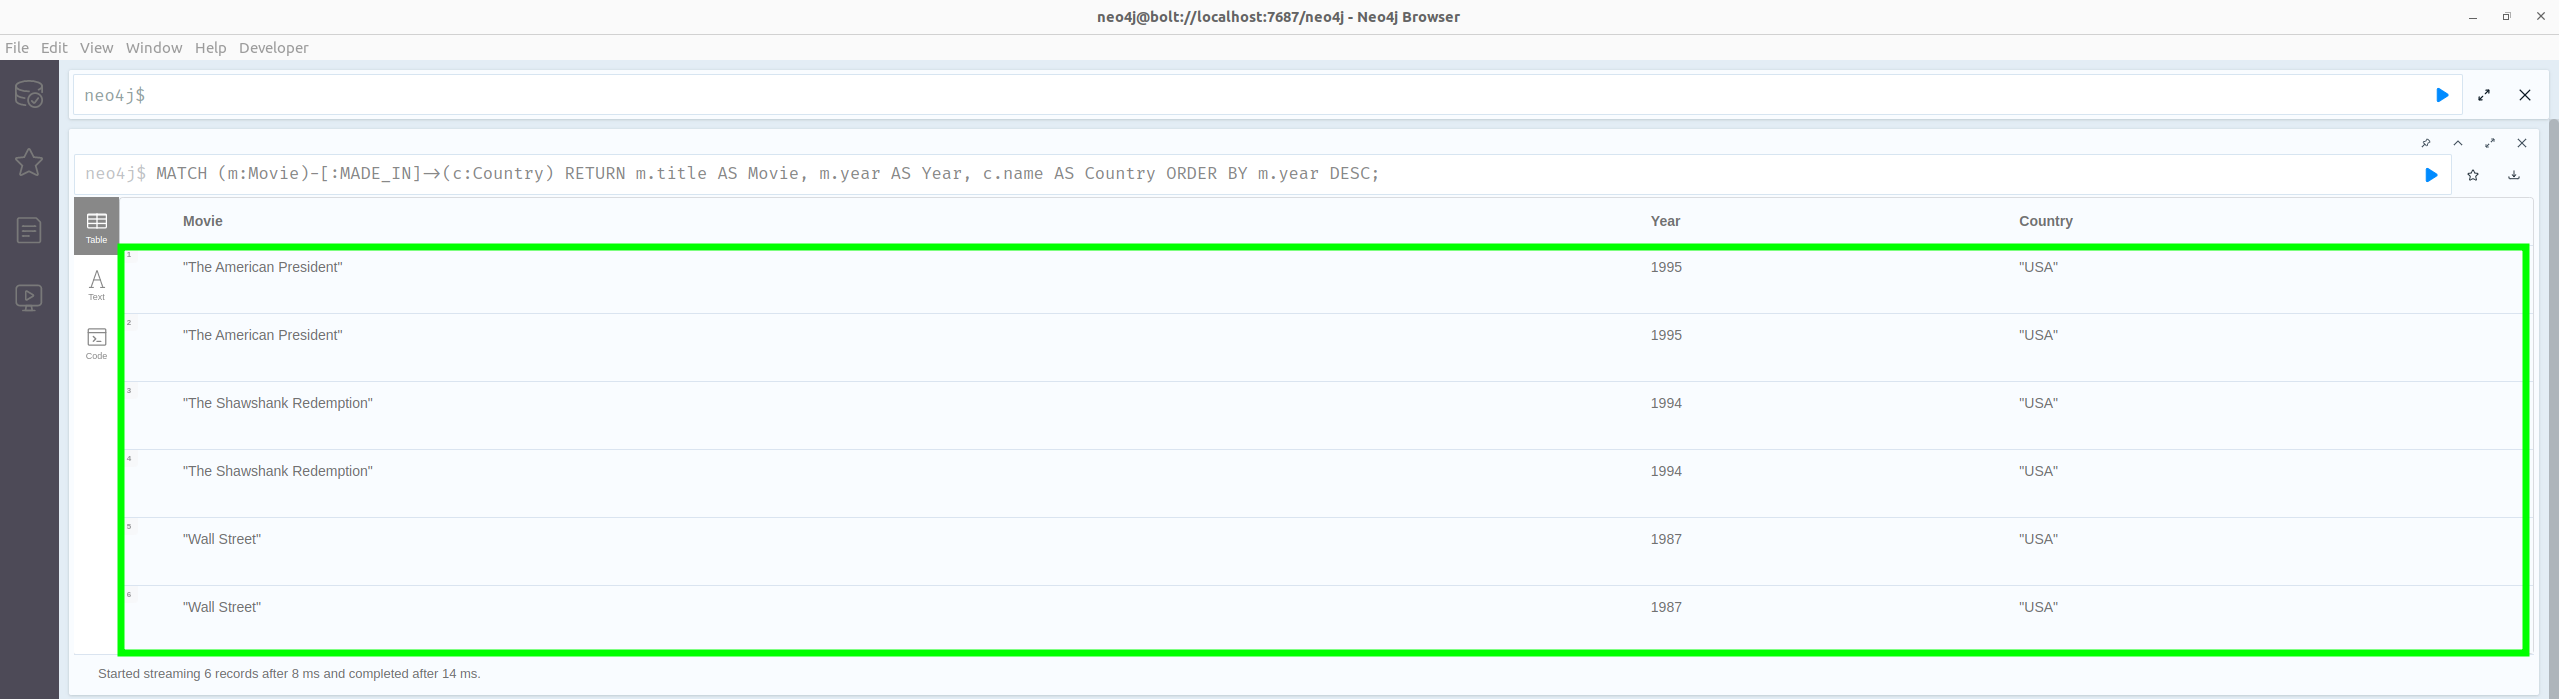 neo4j@bolt://localhost:7687/neo4j - Neo4j Browser
File Edit View Window Help Developer
neo4j$
neo4j$ MATCH (m:Movie)-[:MADE_IN]->(c:Country) RETURN m.title AS Movie, m.year AS Year, c.name AS Country ORDER BY m.year DESC;
Table
Text
Code
Movie Year Country
1 "The American President" 1995 "USA"
2 "The American President" 1995 "USA"
3 "The Shawshank Redemption" 1994 "USA"
4 "The Shawshank Redemption" 1994 "USA"
5 "Wall Street" 1987 "USA"
6 "Wall Street" 1987 "USA"
Started streaming 6 records after 8 ms and completed after 14 ms.